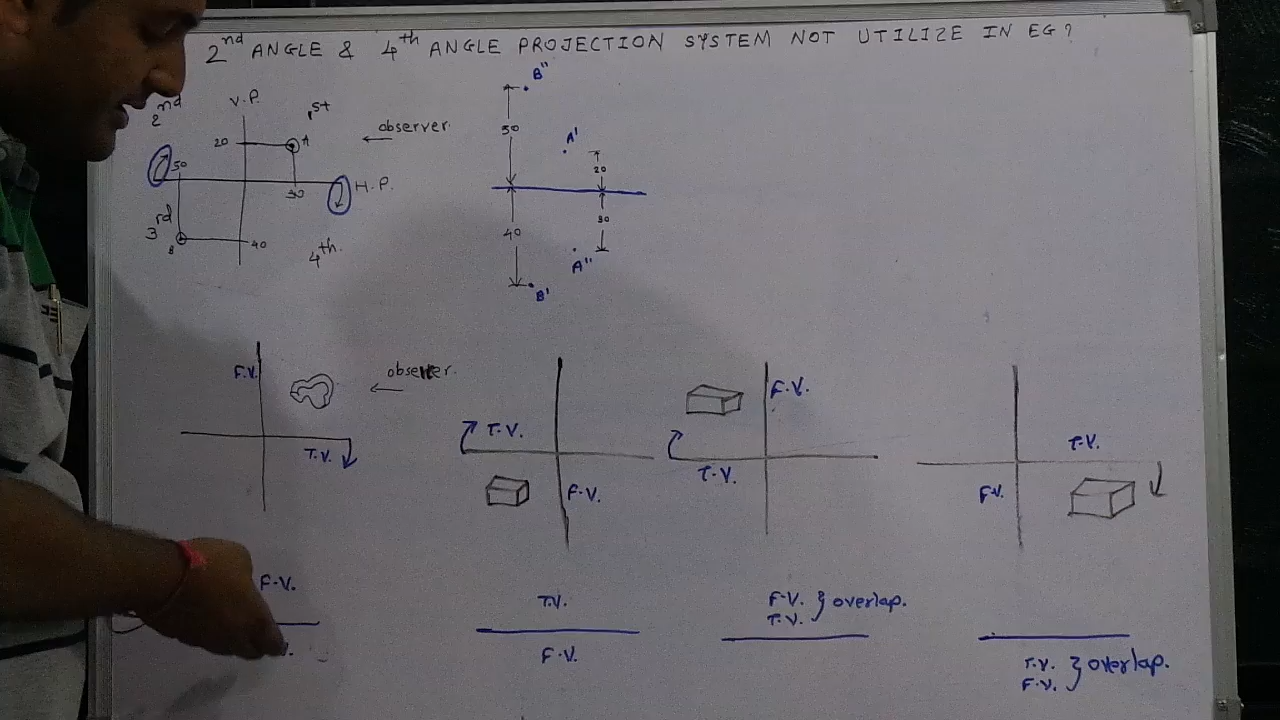 2nd ANGLE & 4th ANGLE PROJECTION SYSTEM NOT UTILIZE IN EG?
2nd
V.P.
1st
observer.
20
A
50
30
H.P.
3rd
B
40
4th.
B"
50
A'
20
40
30
A"
B'
F.V.
observer.
T.V.
T.V.
F.V.
F.V.
T.V.
T.V.
F.V.
F.V.
T.V.
F.V.
F.V. } overlap.
T.V.
T.V. } overlap.
F.V.